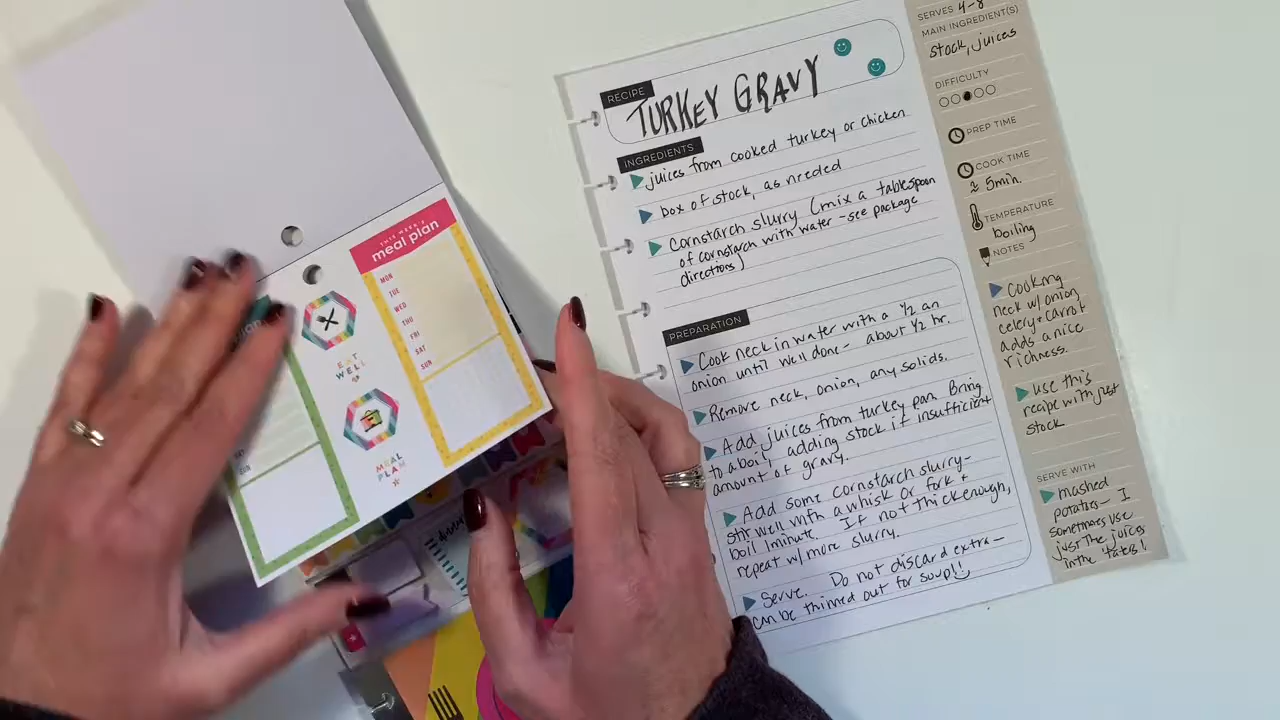 THIS WEEK'S
meal plan
MON
TUE
WED
THU
FRI
SAT
SUN
EAT
WELL
MEAL
PLAN
SUN
RECIPE
TURKEY GRAVY
INGREDIENTS
juices from cooked turkey or chicken
box of stock, as needed
Cornstarch slurry (mix a tablespoon
of cornstarch with water - see package
directions)
PREPARATION
Cook neck in water with a 1/2 an
onion until well done - about 1/2 hr.
Remove neck, onion, any solids.
Add juices from turkey pan. Bring
to a boil, adding stock if insufficient
amount of gravy.
Add some cornstarch slurry-
stir well with a whisk or fork +
boil 1 minute. If not thick enough,
repeat w/ more slurry.
Serve. Do not discard extra -
can be thinned out for soup!!
SERVES 4-8
MAIN INGREDIENT(S)
stock, juices
DIFFICULTY
PREP TIME
COOK TIME
≈ 5min.
TEMPERATURE
boiling
NOTES
Cooking
neck w/ onion,
celery + carrot
adds a nice
richness.
use this
recipe with just
stock.
SERVE WITH
mashed
potatoes - I
sometimes use
just the juices
in the 'tates!